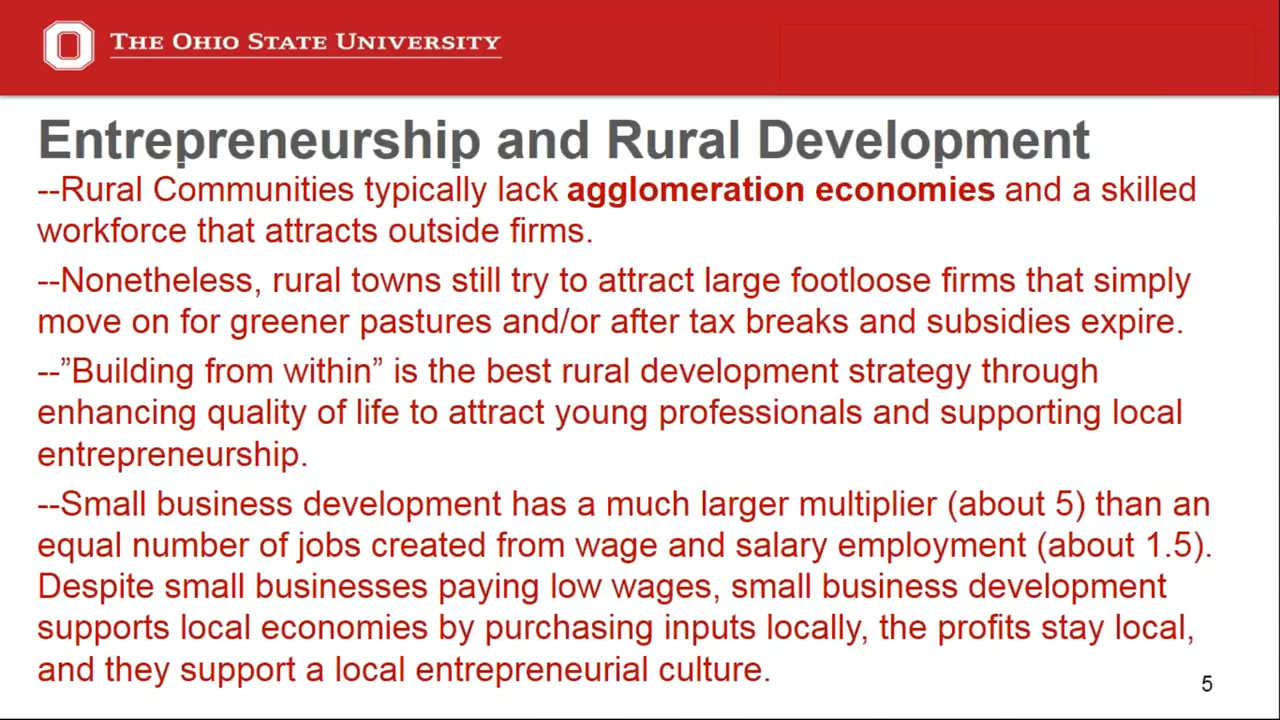 THE OHIO STATE UNIVERSITY
Entrepreneurship and Rural Development
--Rural Communities typically lack agglomeration economies and a skilled
workforce that attracts outside firms.
--Nonetheless, rural towns still try to attract large footloose firms that simply
move on for greener pastures and/or after tax breaks and subsidies expire.
--”Building from within” is the best rural development strategy through
enhancing quality of life to attract young professionals and supporting local
entrepreneurship.
--Small business development has a much larger multiplier (about 5) than an
equal number of jobs created from wage and salary employment (about 1.5).
Despite small businesses paying low wages, small business development
supports local economies by purchasing inputs locally, the profits stay local,
and they support a local entrepreneurial culture.
5